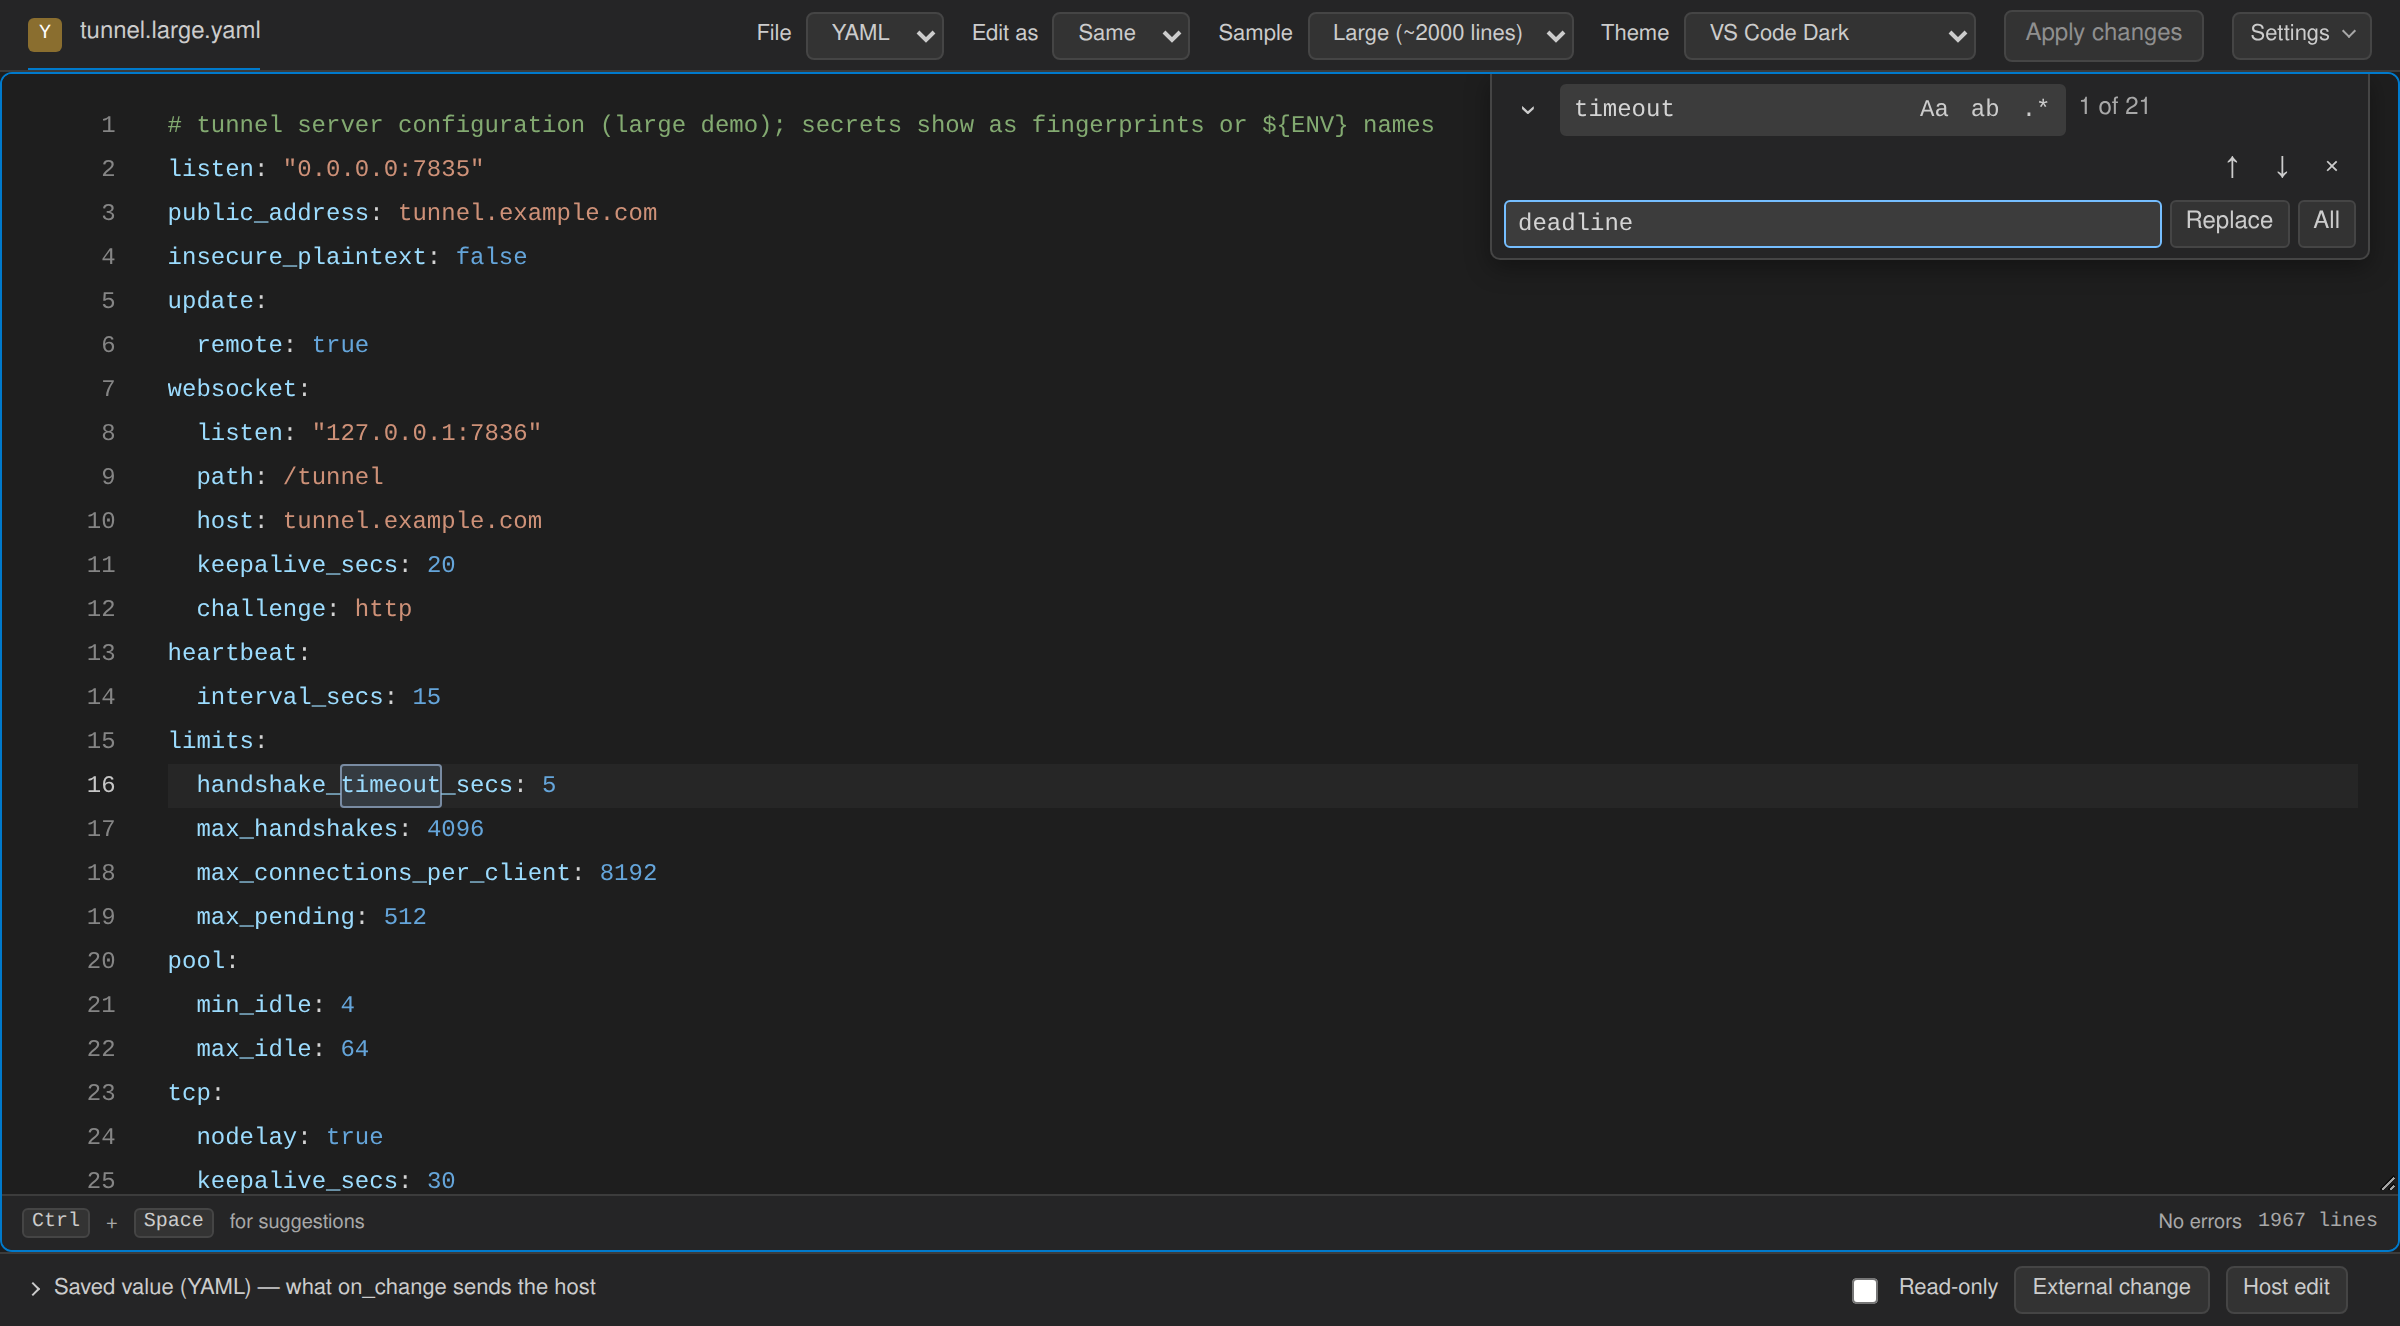 Y tunnel.large.yaml File YAML Edit as Same Sample Large (~2000 lines) Theme VS Code Dark Apply changes Settings
timeout Aa ab .* 1 of 21
↑ ↓ ×
deadline Replace All
1 # tunnel server configuration (large demo); secrets show as fingerprints or ${ENV} names
2 listen: "0.0.0.0:7835"
3 public_address: tunnel.example.com
4 insecure_plaintext: false
5 update:
6   remote: true
7 websocket:
8   listen: "127.0.0.1:7836"
9   path: /tunnel
10   host: tunnel.example.com
11   keepalive_secs: 20
12   challenge: http
13 heartbeat:
14   interval_secs: 15
15 limits:
16   handshake_timeout_secs: 5
17   max_handshakes: 4096
18   max_connections_per_client: 8192
19   max_pending: 512
20 pool:
21   min_idle: 4
22   max_idle: 64
23 tcp:
24   nodelay: true
25   keepalive_secs: 30
Ctrl + Space for suggestions No errors 1967 lines
Saved value (YAML) — what on_change sends the host Read-only External change Host edit